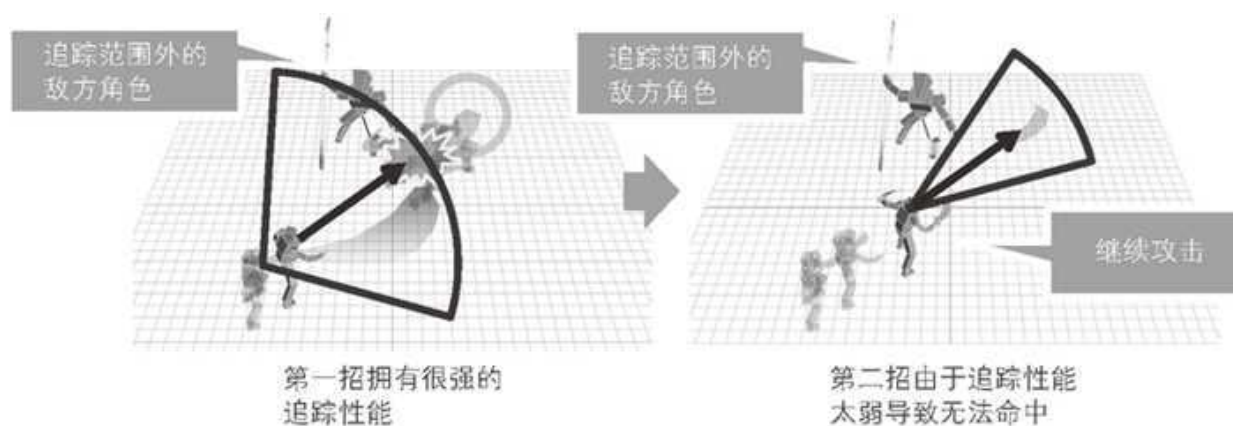 追踪范围外的
敌方角色
追踪范围外的
敌方角色
继续攻击
第一招拥有很强的
追踪性能
第二招由于追踪性能
太弱导致无法命中